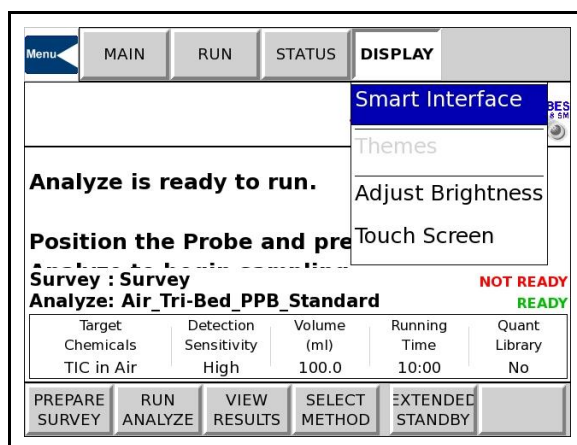 Menu
MAIN
RUN
STATUS
DISPLAY
Smart Interface
Themes
Adjust Brightness
Touch Screen
Analyze is ready to run.
Position the Probe and
Survey : Survey
NOT READY
Analyze: Air_Tri-Bed_PPB_Standard
READY
Target Chemicals
Detection Sensitivity
Volume (ml)
Running Time
Quant Library
TIC in Air
High
100.0
10:00
No
PREPARE SURVEY
RUN ANALYZE
VIEW RESULTS
SELECT METHOD
EXTENDED STANDBY